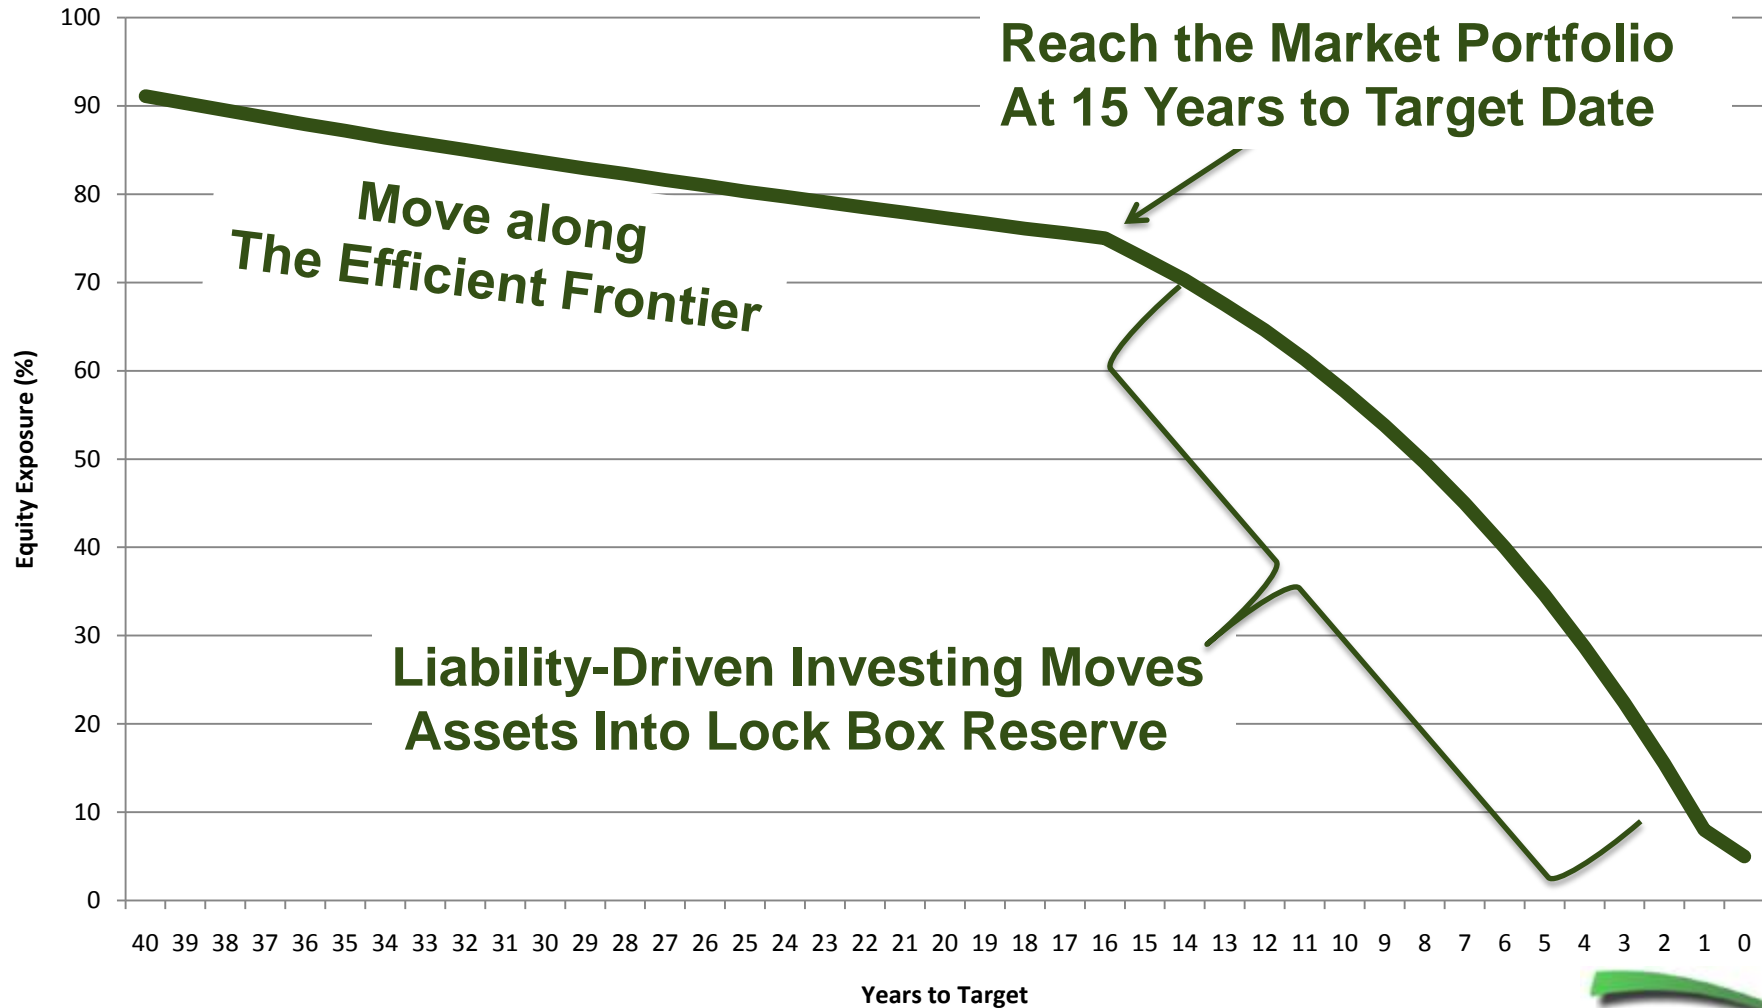 Reach the Market Portfolio
At 15 Years to Target Date
Move along
The Efficient Frontier
Liability-Driven Investing Moves
Assets Into Lock Box Reserve
Equity Exposure (%)
100
90
80
70
60
50
40
30
20
10
0
40 39 38 37 36 35 34 33 32 31 30 29 28 27 26 25 24 23 22 21 20 19 18 17 16 15 14 13 12 11 10 9 8 7 6 5 4 3 2 1 0
Years to Target